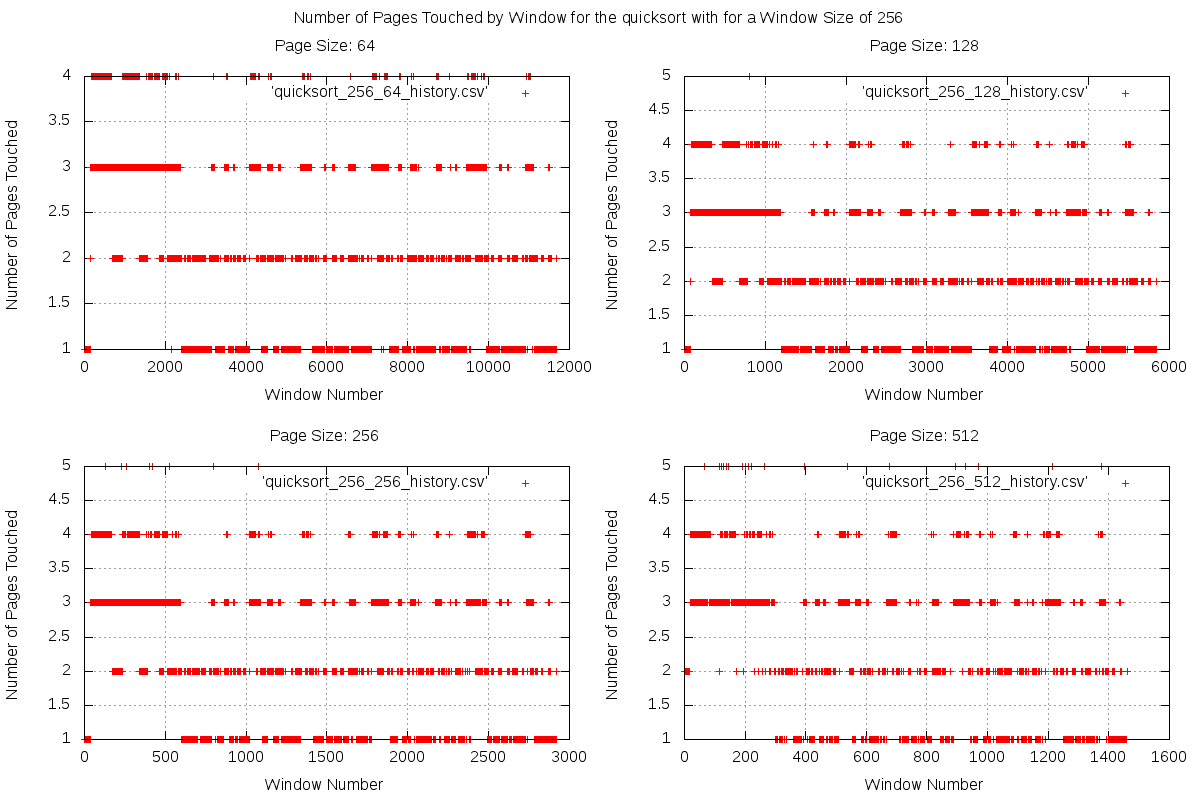 Number of Pages Touched by Window for the quicksort with for a Window Size of 256
Page Size: 64
Number of Pages Touched
4
3.5
3
2.5
2
1.5
1
'quicksort_256_64_history.csv'
0 2000 4000 6000 8000 10000 12000
Window Number
Page Size: 128
Number of Pages Touched
5
4.5
4
3.5
3
2.5
2
1.5
1
'quicksort_256_128_history.csv'
0 1000 2000 3000 4000 5000 6000
Window Number
Page Size: 256
Number of Pages Touched
5
4.5
4
3.5
3
2.5
2
1.5
1
'quicksort_256_256_history.csv'
0 500 1000 1500 2000 2500 3000
Window Number
Page Size: 512
Number of Pages Touched
5
4.5
4
3.5
3
2.5
2
1.5
1
'quicksort_256_512_history.csv'
0 200 400 600 800 1000 1200 1400 1600
Window Number